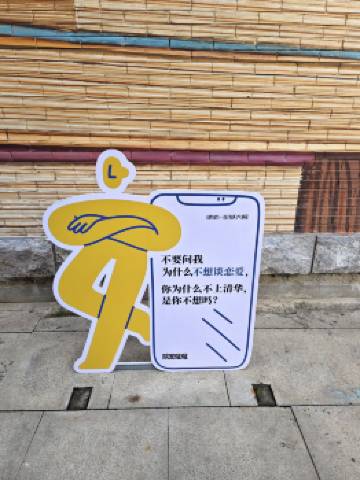 L
不要问我
为什么不想谈恋爱，
你为什么不上清华，
是你不想吗？